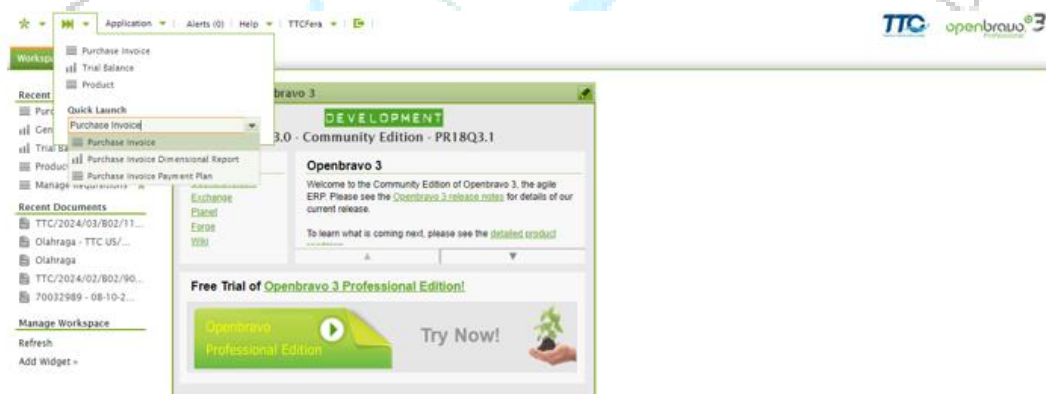 Application
Alerts (0)
Help
TTCFera
TTC
openbravo 3
Professional
Purchase Invoice
Trial Balance
Product
Quick Launch
Purchase Invoice
Purchase Invoice
Purchase Invoice Dimensional Report
Purchase Invoice Payment Plan
Recent
Manage Requisitions
Recent Documents
TTC/2024/03/B02/11...
Olahraga - TTC US/...
Olahraga
TTC/2024/02/B02/90...
70032989 - 08-10-2...
Manage Workspace
Refresh
Add Widget »
bravo 3
DEVELOPMENT
3.0 - Community Edition - PR18Q3.1
Exchange
Planet
Forge
Wiki
Openbravo 3
Welcome to the Community Edition of Openbravo 3, the agile
ERP. Please see the Openbravo 3 release notes for details of our
current release.
To learn what is coming next, please see the detailed product
Free Trial of Openbravo 3 Professional Edition!
Openbravo
Professional Edition
Try Now!